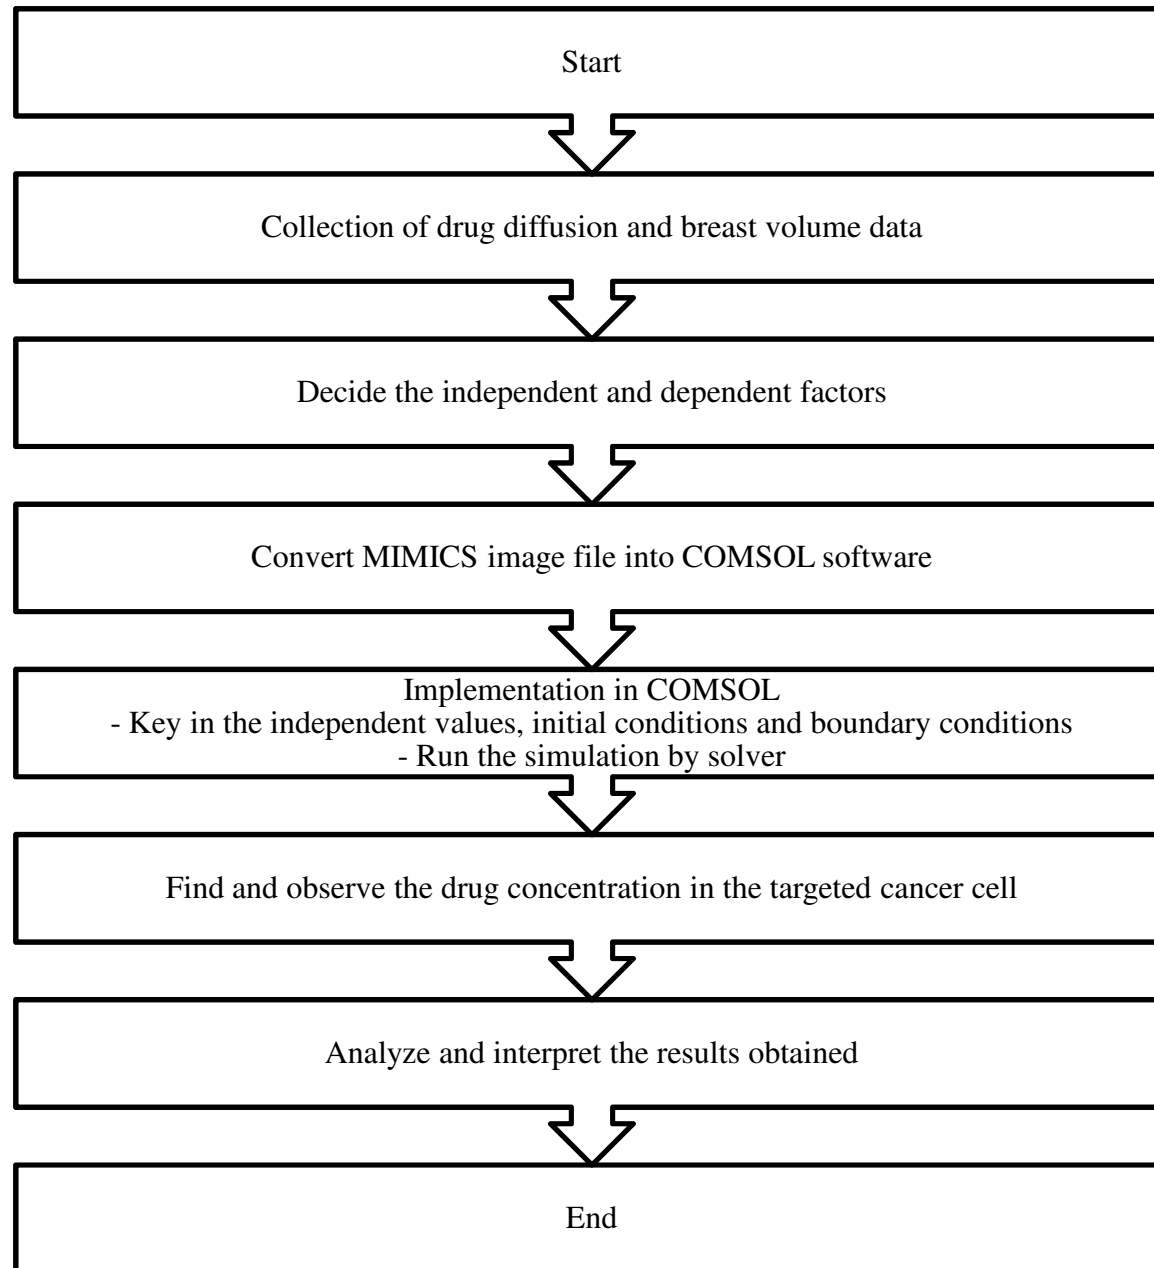 Start
Collection of drug diffusion and breast volume data
Decide the independent and dependent factors
Convert MIMICS image file into COMSOL software
Implementation in COMSOL
- Key in the independent values, initial conditions and boundary conditions
- Run the simulation by solver
Find and observe the drug concentration in the targeted cancer cell
Analyze and interpret the results obtained
End